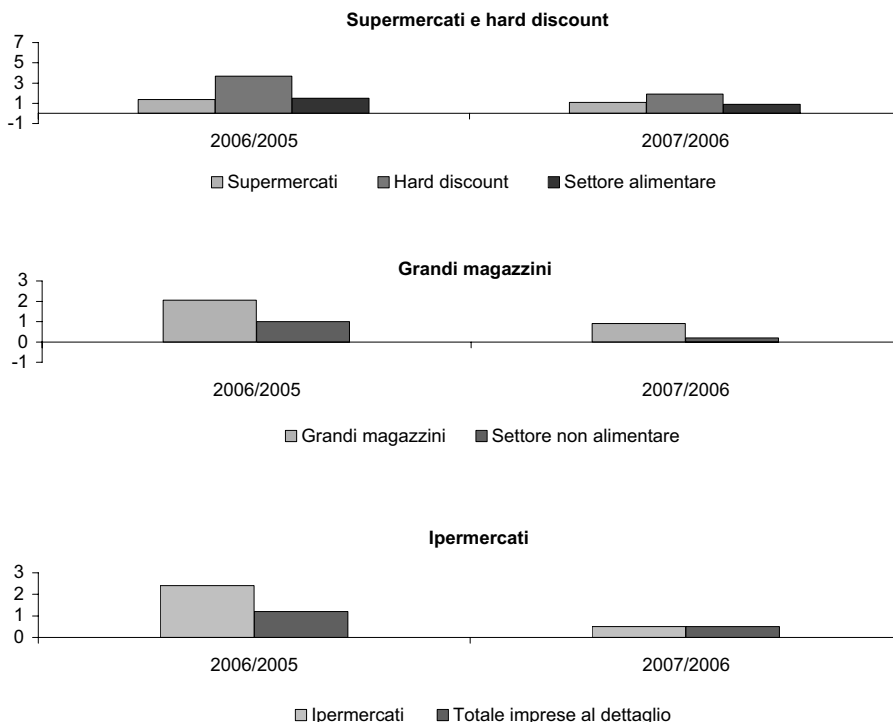 Supermercati e hard discount
7
5
3
1
-1
2006/2005 2007/2006
Supermercati Hard discount Settore alimentare
Grandi magazzini
3
2
1
0
-1
2006/2005 2007/2006
Grandi magazzini Settore non alimentare
Ipermercati
3
2
1
0
2006/2005 2007/2006
Ipermercati Totale imprese al dettaglio